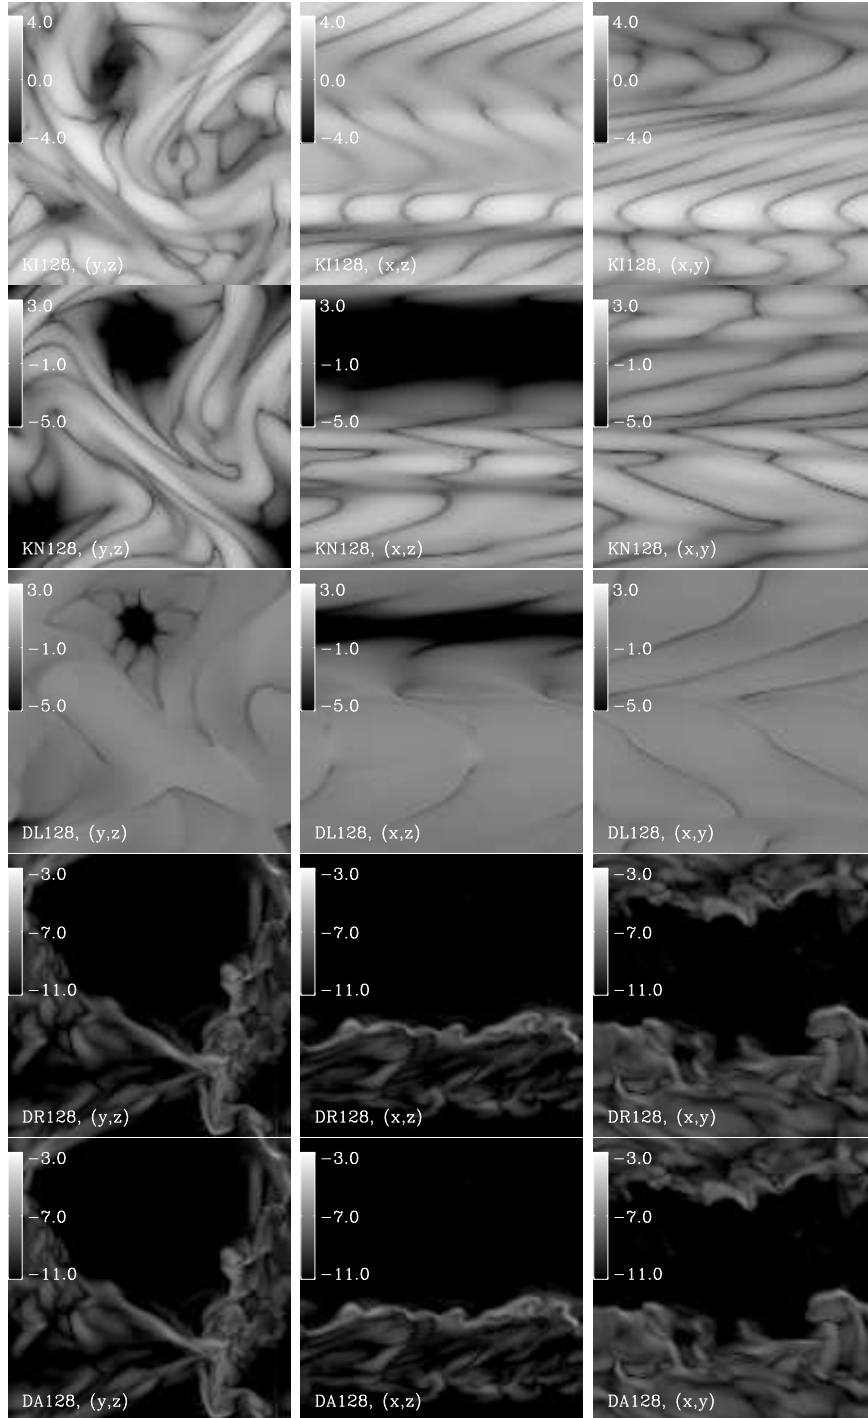 4.0 4.0 4.0
0.0 0.0 0.0
−4.0 −4.0 −4.0
KI128, (y,z) KI128, (x,z) KI128, (x,y)
3.0 3.0 3.0
−1.0 −1.0 −1.0
−5.0 −5.0 −5.0
KN128, (y,z) KN128, (x,z) KN128, (x,y)
3.0 3.0 3.0
−1.0 −1.0 −1.0
−5.0 −5.0 −5.0
DL128, (y,z) DL128, (x,z) DL128, (x,y)
−3.0 −3.0 −3.0
−7.0 −7.0 −7.0
−11.0 −11.0 −11.0
DR128, (y,z) DR128, (x,z) DR128, (x,y)
−3.0 −3.0 −3.0
−7.0 −7.0 −7.0
−11.0 −11.0 −11.0
DA128, (y,z) DA128, (x,z) DA128, (x,y)